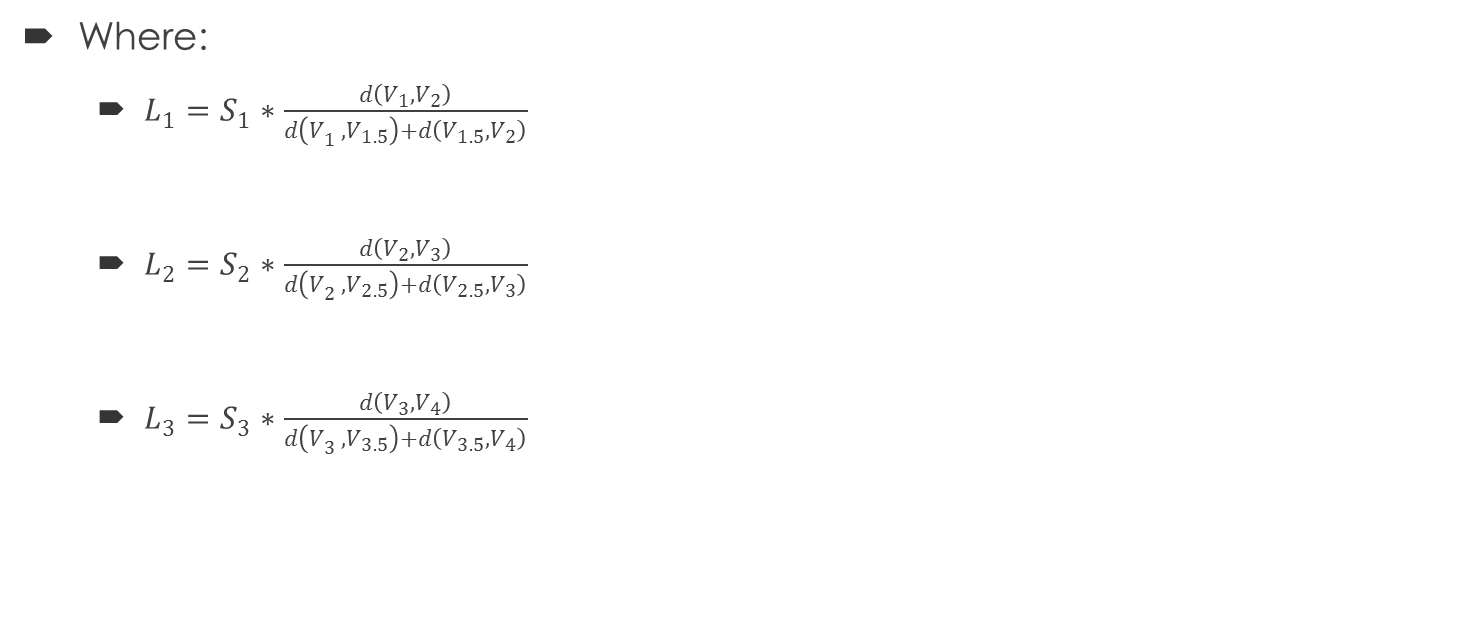 Where:
L₁ = S₁ * d(V₁,V₂) / d(V₁ ,V₁.₅)+d(V₁.₅,V₂)
L₂ = S₂ * d(V₂,V₃) / d(V₂ ,V₂.₅)+d(V₂.₅,V₃)
L₃ = S₃ * d(V₃,V₄) / d(V₃ ,V₃.₅)+d(V₃.₅,V₄)